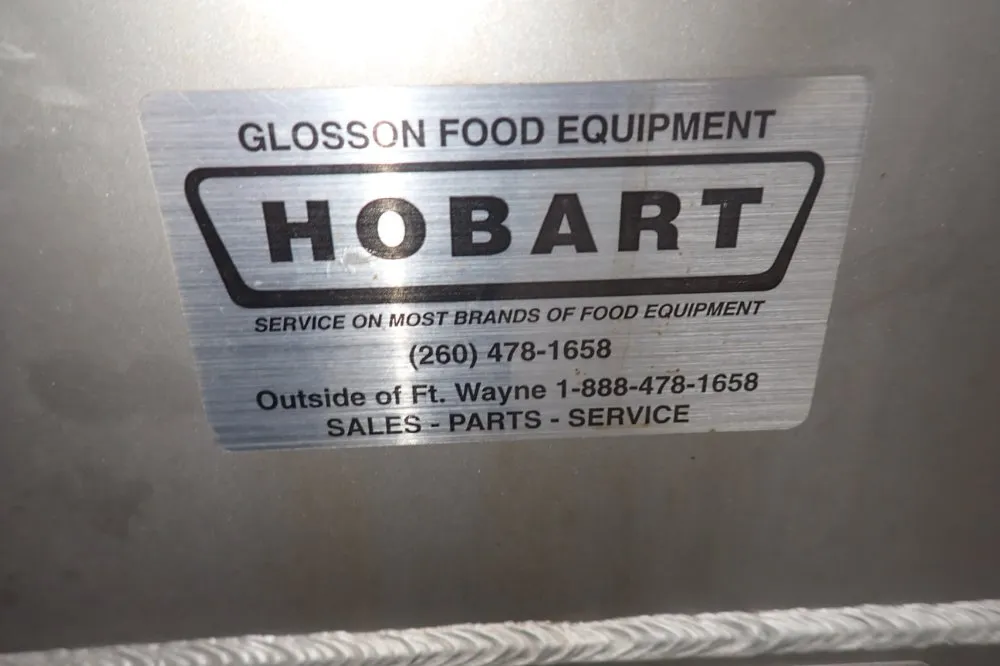 GLOSSON FOOD EQUIPMENT
HOBART
SERVICE ON MOST BRANDS OF FOOD EQUIPMENT
(260) 478-1658
Outside of Ft. Wayne 1-888-478-1658
SALES - PARTS - SERVICE